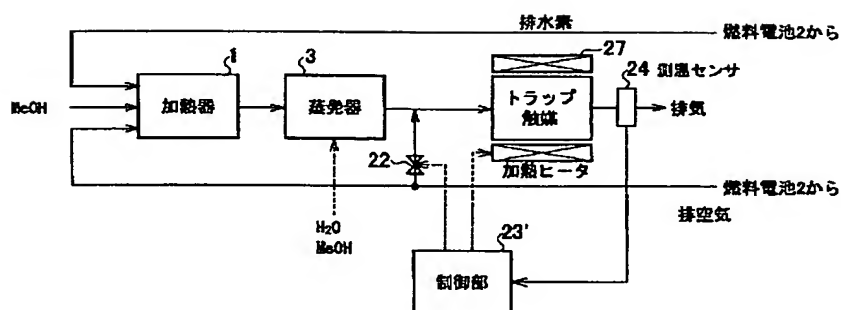 排水素
燃料電池2から
1
3
27
24 測温センサ
MeOH
加熱器
蒸発器
トラップ
触媒
排気
22
加熱ヒータ
燃料電池2から
排空気
H₂O
MeOH
23'
制御部